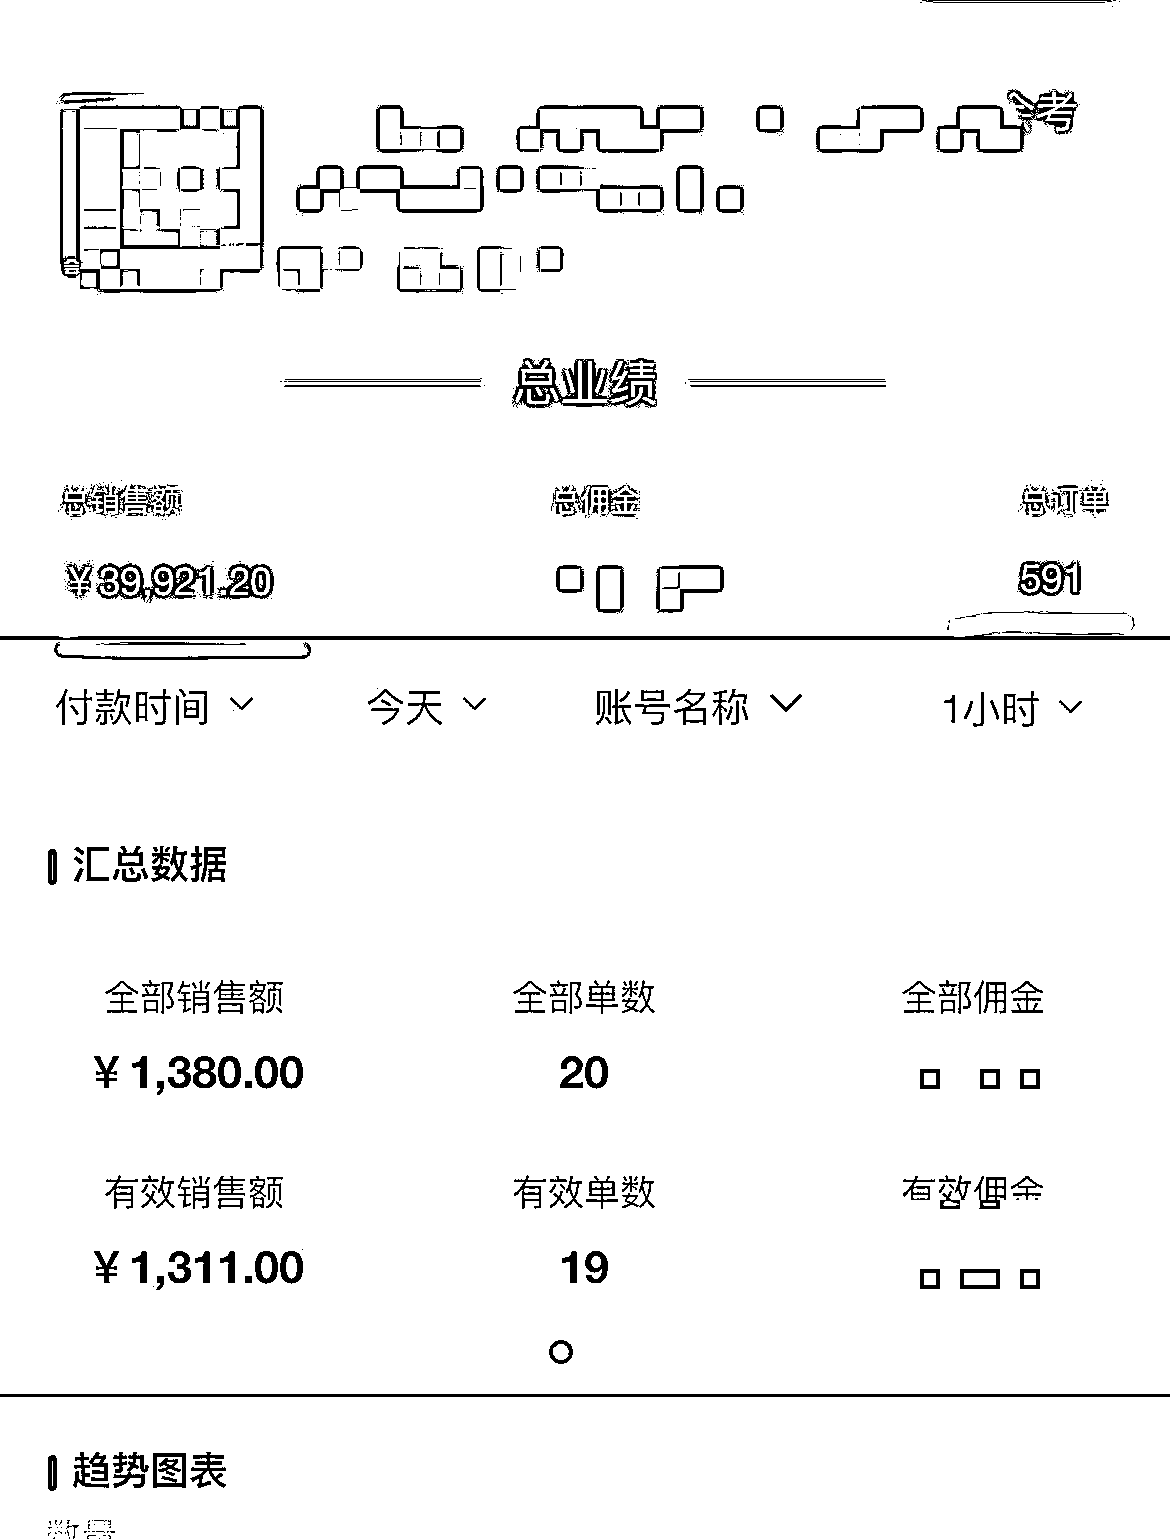 考
总业绩
总销售额 总佣金 总订单
¥39,921.20 591
付款时间 今天 账号名称 1小时
汇总数据
全部销售额 全部单数 全部佣金
¥1,380.00 20
有效销售额 有效单数 有效佣金
¥1,311.00 19
趋势图表
数量